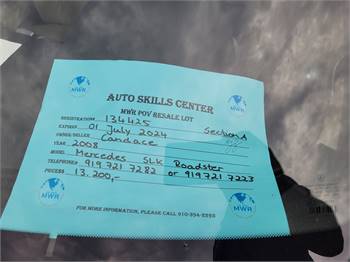 MWR
MWR
AUTO SKILLS CENTER
MWR POV RESALE LOT
REGISTRATION# 134425
EXPIRES 01 July 2024 Section A
OWNER/SELLER Candace
YEAR 2008
MODEL Mercedes SLK Roadster
TELEPHONE# 919 721 7282 or 919 721 7223
PRICE$$ 13.200,-
FOR MORE INFORMATION, PLEASE CALL
MWR
MWR